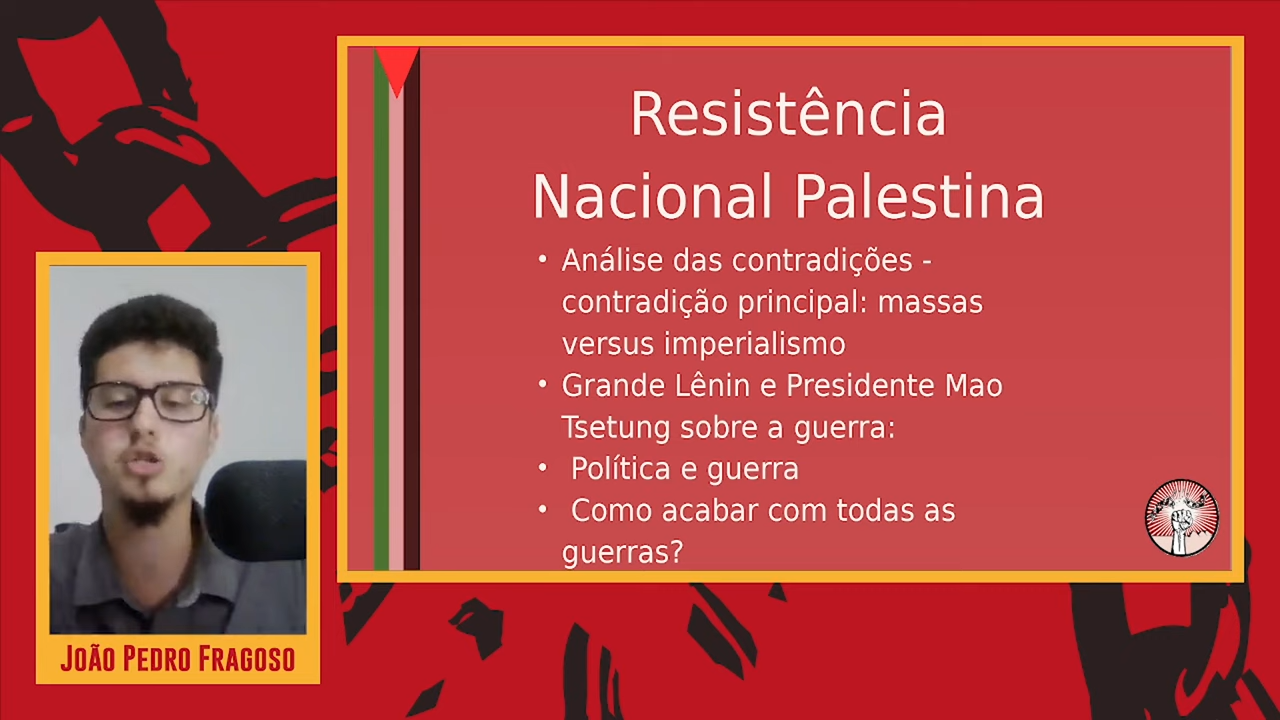 Resistência
Nacional Palestina
• Análise das contradições -
contradição principal: massas
versus imperialismo
• Grande Lênin e Presidente Mao
Tsetung sobre a guerra:
• Política e guerra
• Como acabar com todas as
guerras?
João Pedro Fragoso